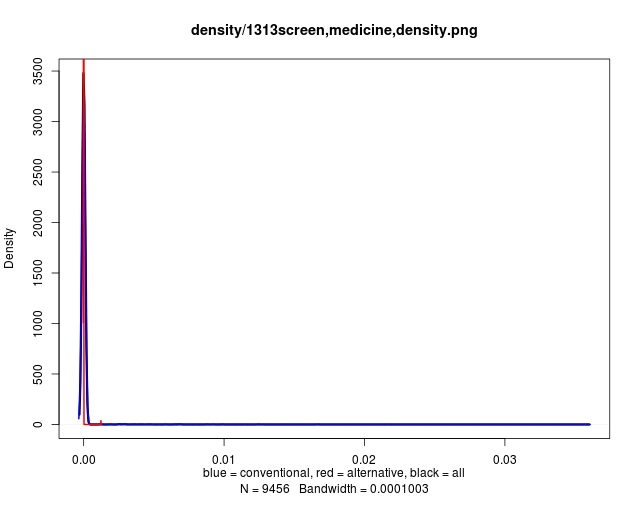 density/1313screen,medicine,density.png
Density
3500
3000
2500
2000
1500
1000
500
0
0.00 0.01 0.02 0.03
blue = conventional, red = alternative, black = all
N = 9456 Bandwidth = 0.0001003